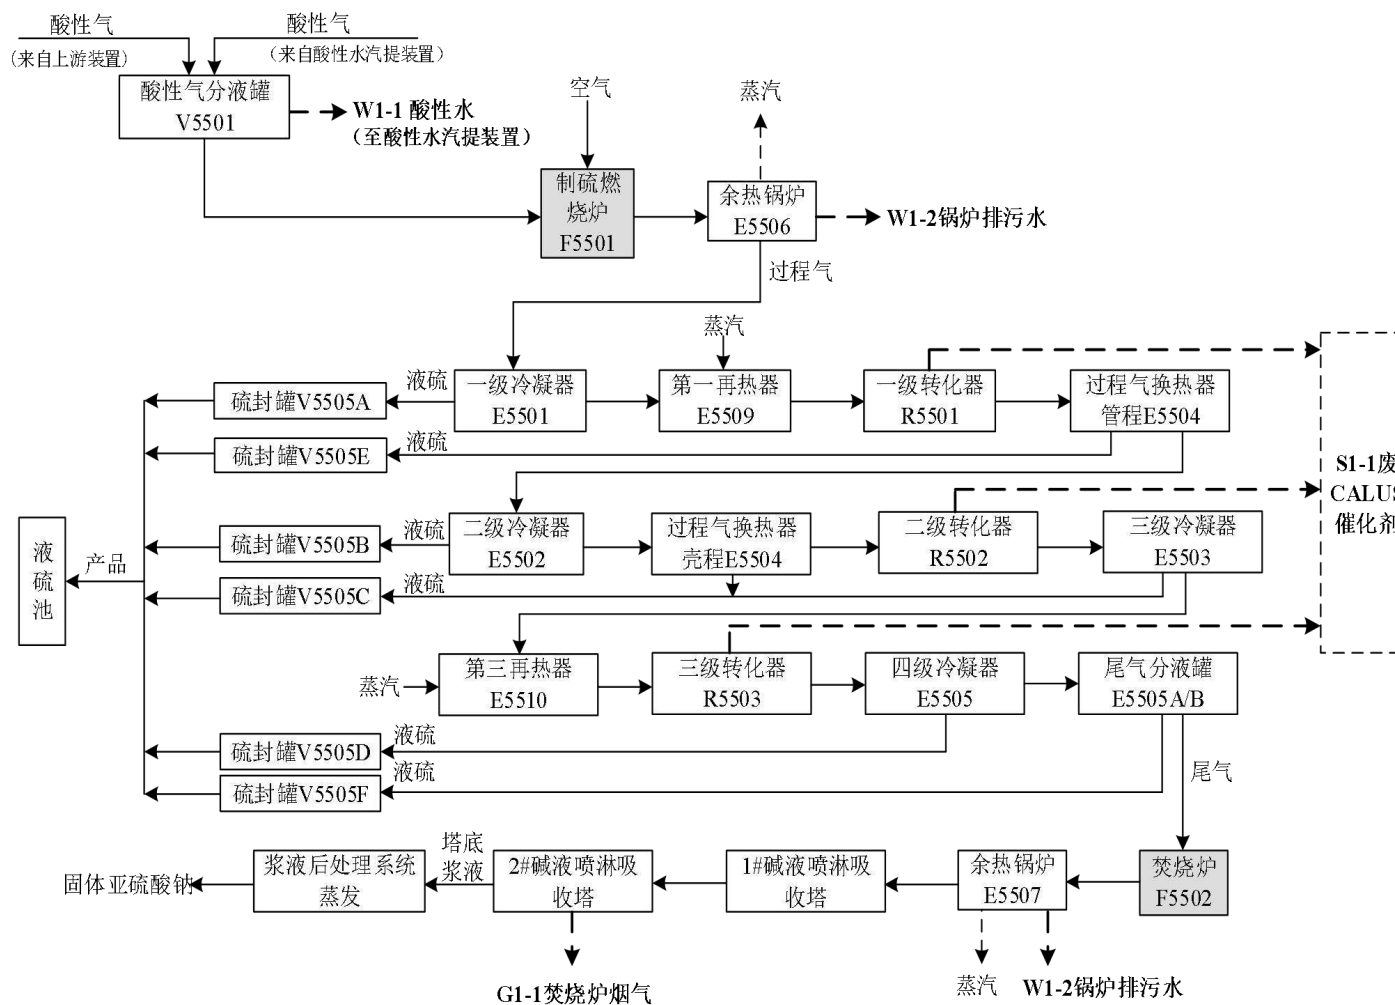 酸性气
(来自上游装置)
酸性气
(来自酸性水汽提装置)
酸性气分液罐
V5501
W1-1 酸性水
(至酸性水汽提装置)
空气
蒸汽
制硫燃
烧炉
F5501
余热锅炉
E5506
W1-2锅炉排污水
过程气
蒸汽
硫封罐V5505A
液硫
一级冷凝器
E5501
第一再热器
E5509
一级转化器
R5501
过程气换热器
管程E5504
硫封罐V5505E
液硫
S1-1废
CALUS
催化剂
硫封罐V5505B
液硫
二级冷凝器
E5502
过程气换热器
壳程E5504
二级转化器
R5502
三级冷凝器
E5503
液
硫
池
产品
硫封罐V5505C
液硫
蒸汽
第三再热器
E5510
三级转化器
R5503
四级冷凝器
E5505
尾气分液罐
E5505A/B
硫封罐V5505D
液硫
硫封罐V5505F
液硫
尾气
固体亚硫酸钠
浆液后处理系统
蒸发
塔底
浆液
2#碱液喷淋吸
收塔
1#碱液喷淋吸
收塔
余热锅炉
E5507
焚烧炉
F5502
G1-1焚烧炉烟气
蒸汽
W1-2锅炉排污水